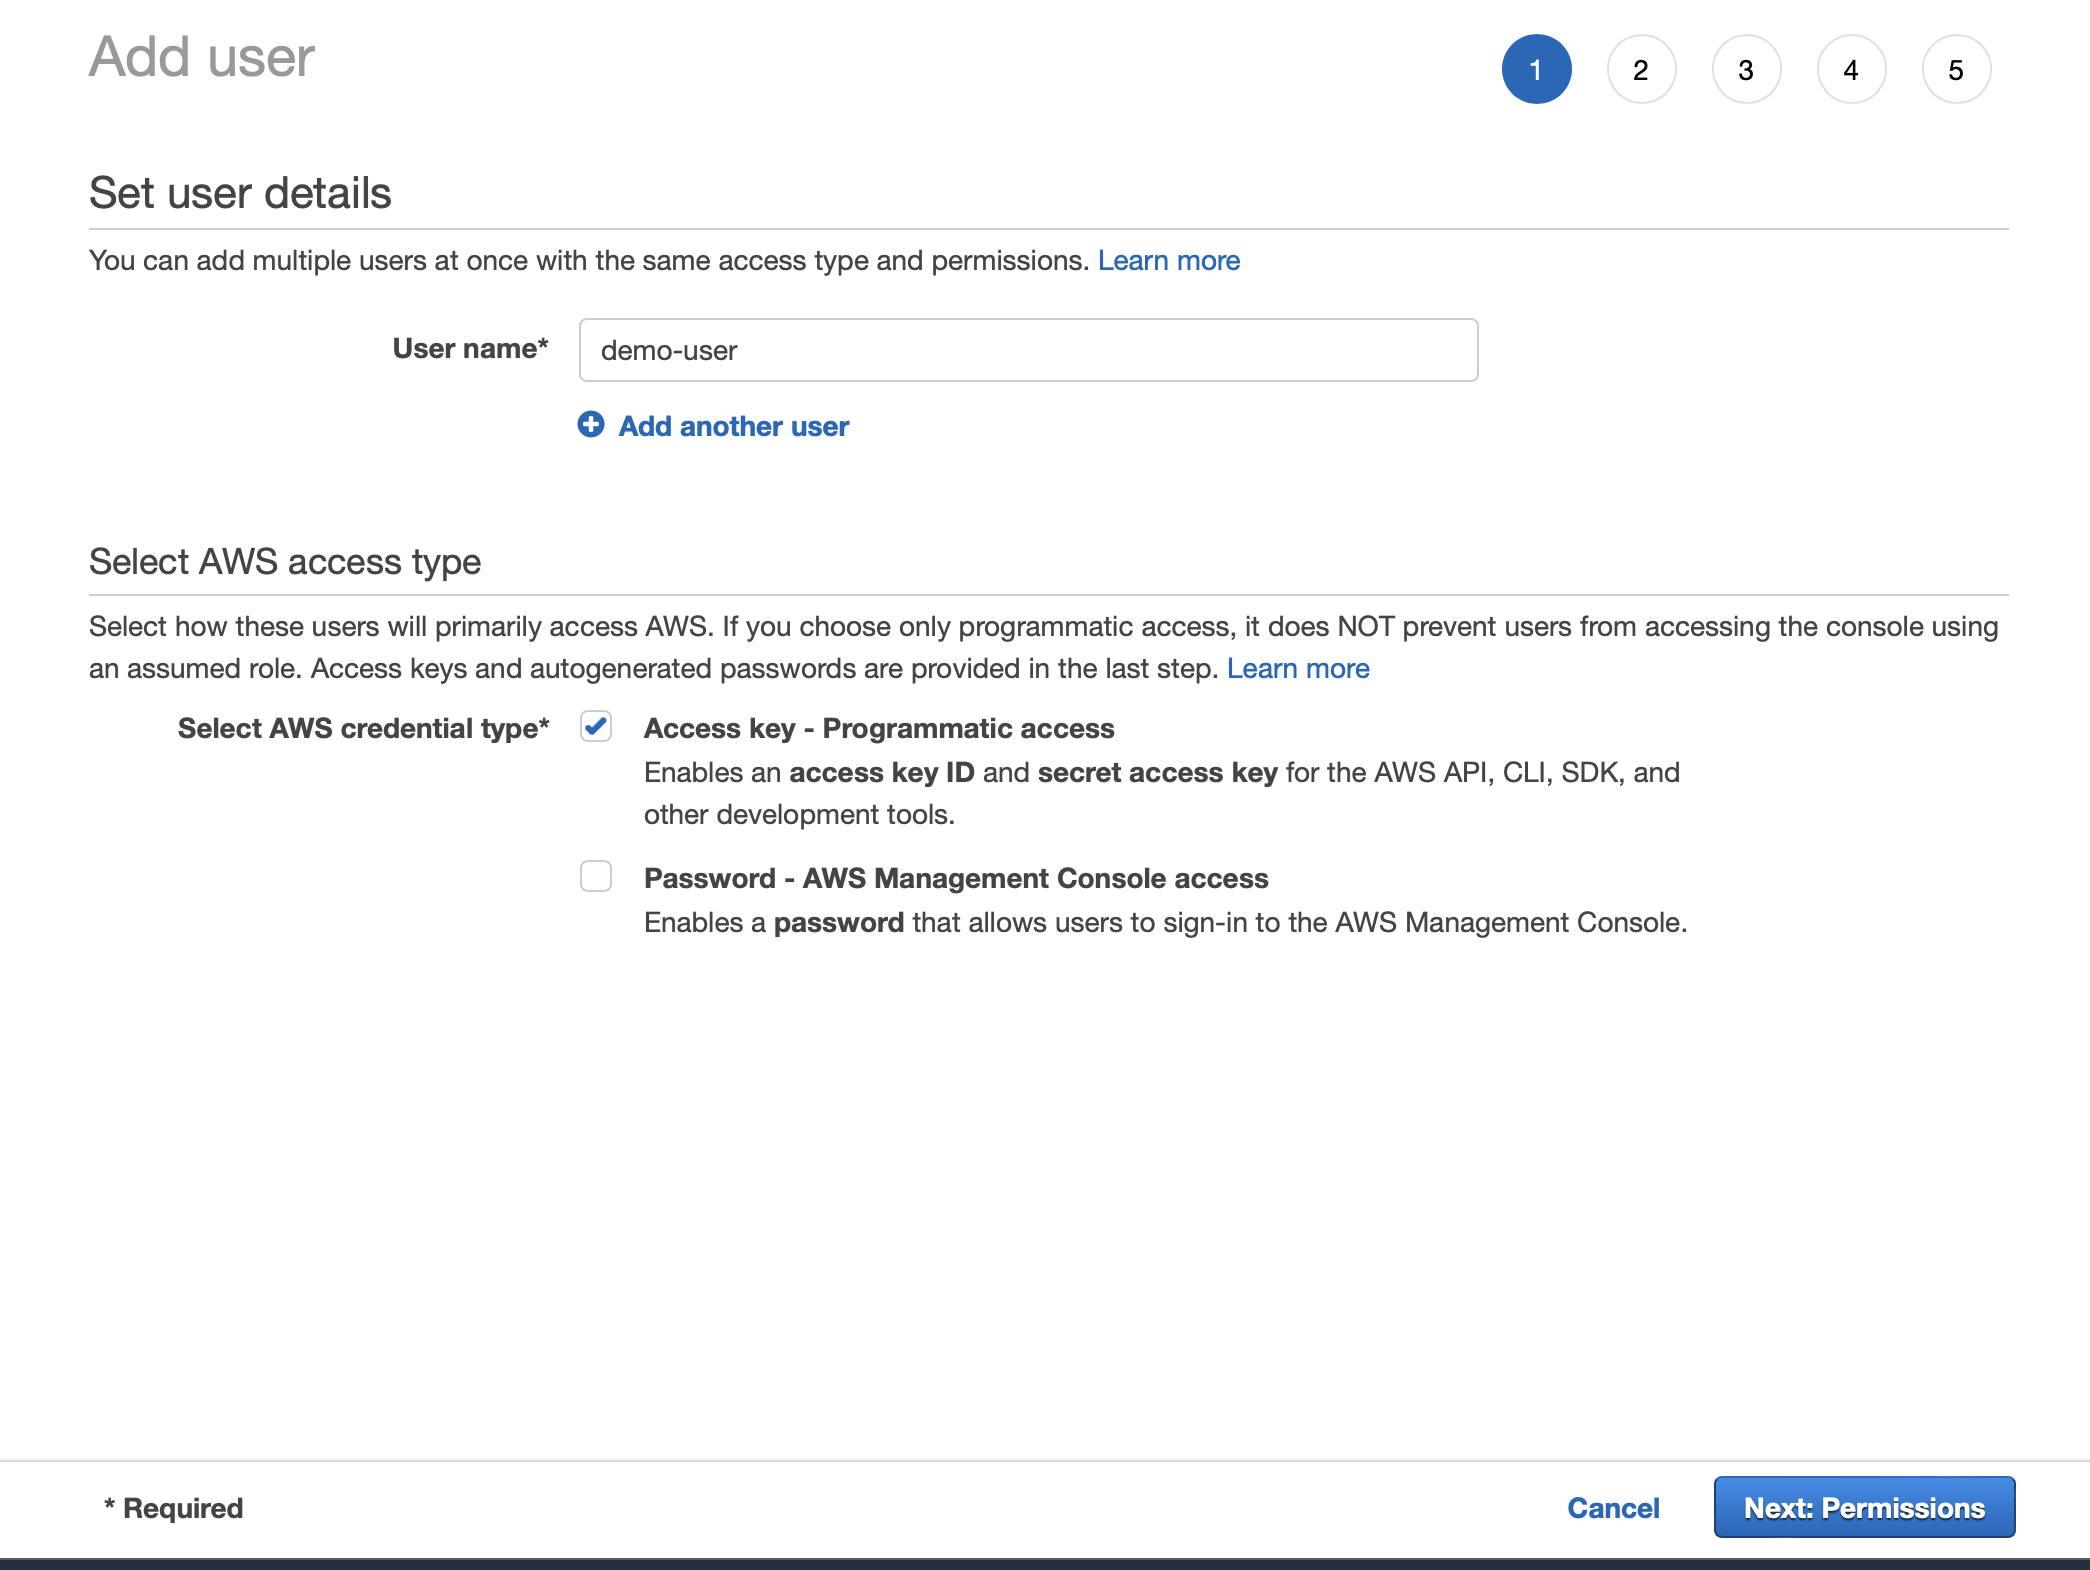 Add user
1 2 3 4 5
Set user details
You can add multiple users at once with the same access type and permissions. Learn more
User name* demo-user
Add another user
Select AWS access type
Select how these users will primarily access AWS. If you choose only programmatic access, it does NOT prevent users from accessing the console using
an assumed role. Access keys and autogenerated passwords are provided in the last step. Learn more
Select AWS credential type* Access key - Programmatic access
Enables an access key ID and secret access key for the AWS API, CLI, SDK, and
other development tools.
Password - AWS Management Console access
Enables a password that allows users to sign-in to the AWS Management Console.
* Required Cancel Next: Permissions